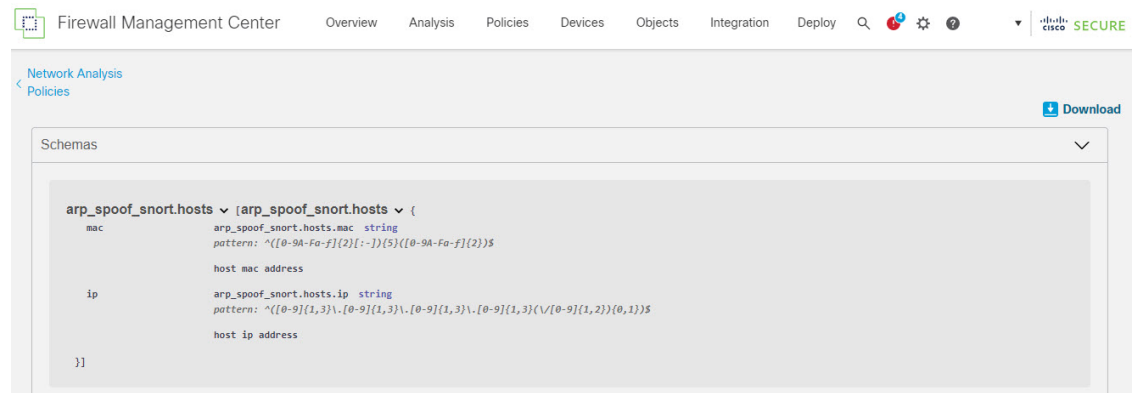 Firewall Management Center Overview Analysis Policies Devices Objects Integration Deploy 4 ? cisco SECURE
Network Analysis
Policies
Download
Schemas
arp_spoof_snort.hosts [arp_spoof_snort.hosts {
mac arp_spoof_snort.hosts.mac string
pattern: ^([0-9A-Fa-f]{2}[:-]){5}([0-9A-Fa-f]{2})$
host mac address
ip arp_spoof_snort.hosts.ip string
pattern: ^([0-9]{1,3}\.[0-9]{1,3}\.[0-9]{1,3}\.[0-9]{1,3}(\/[0-9]{1,2}){0,1})$
host ip address
}]